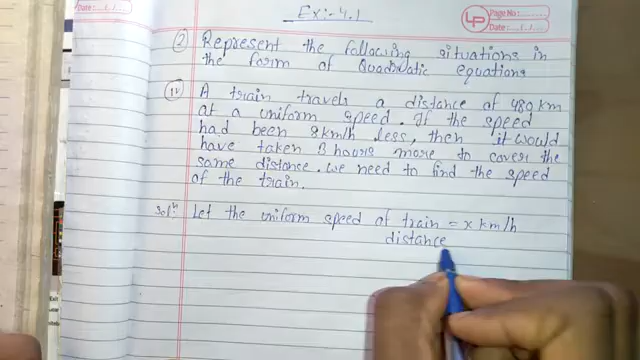 Date: / /
Ex:- 4.1
LP
Page No:
Date: / /
② Represent the following situations in
the form of Quadratic equations
(iv) A train travels a distance of 480 km
at a uniform speed. If the speed
had been 8 km/h less, then it would
have taken 3 hours more to cover the
same distance. we need to find the speed
of the train.
Solⁿ: Let the uniform speed of train = x km/h
distance